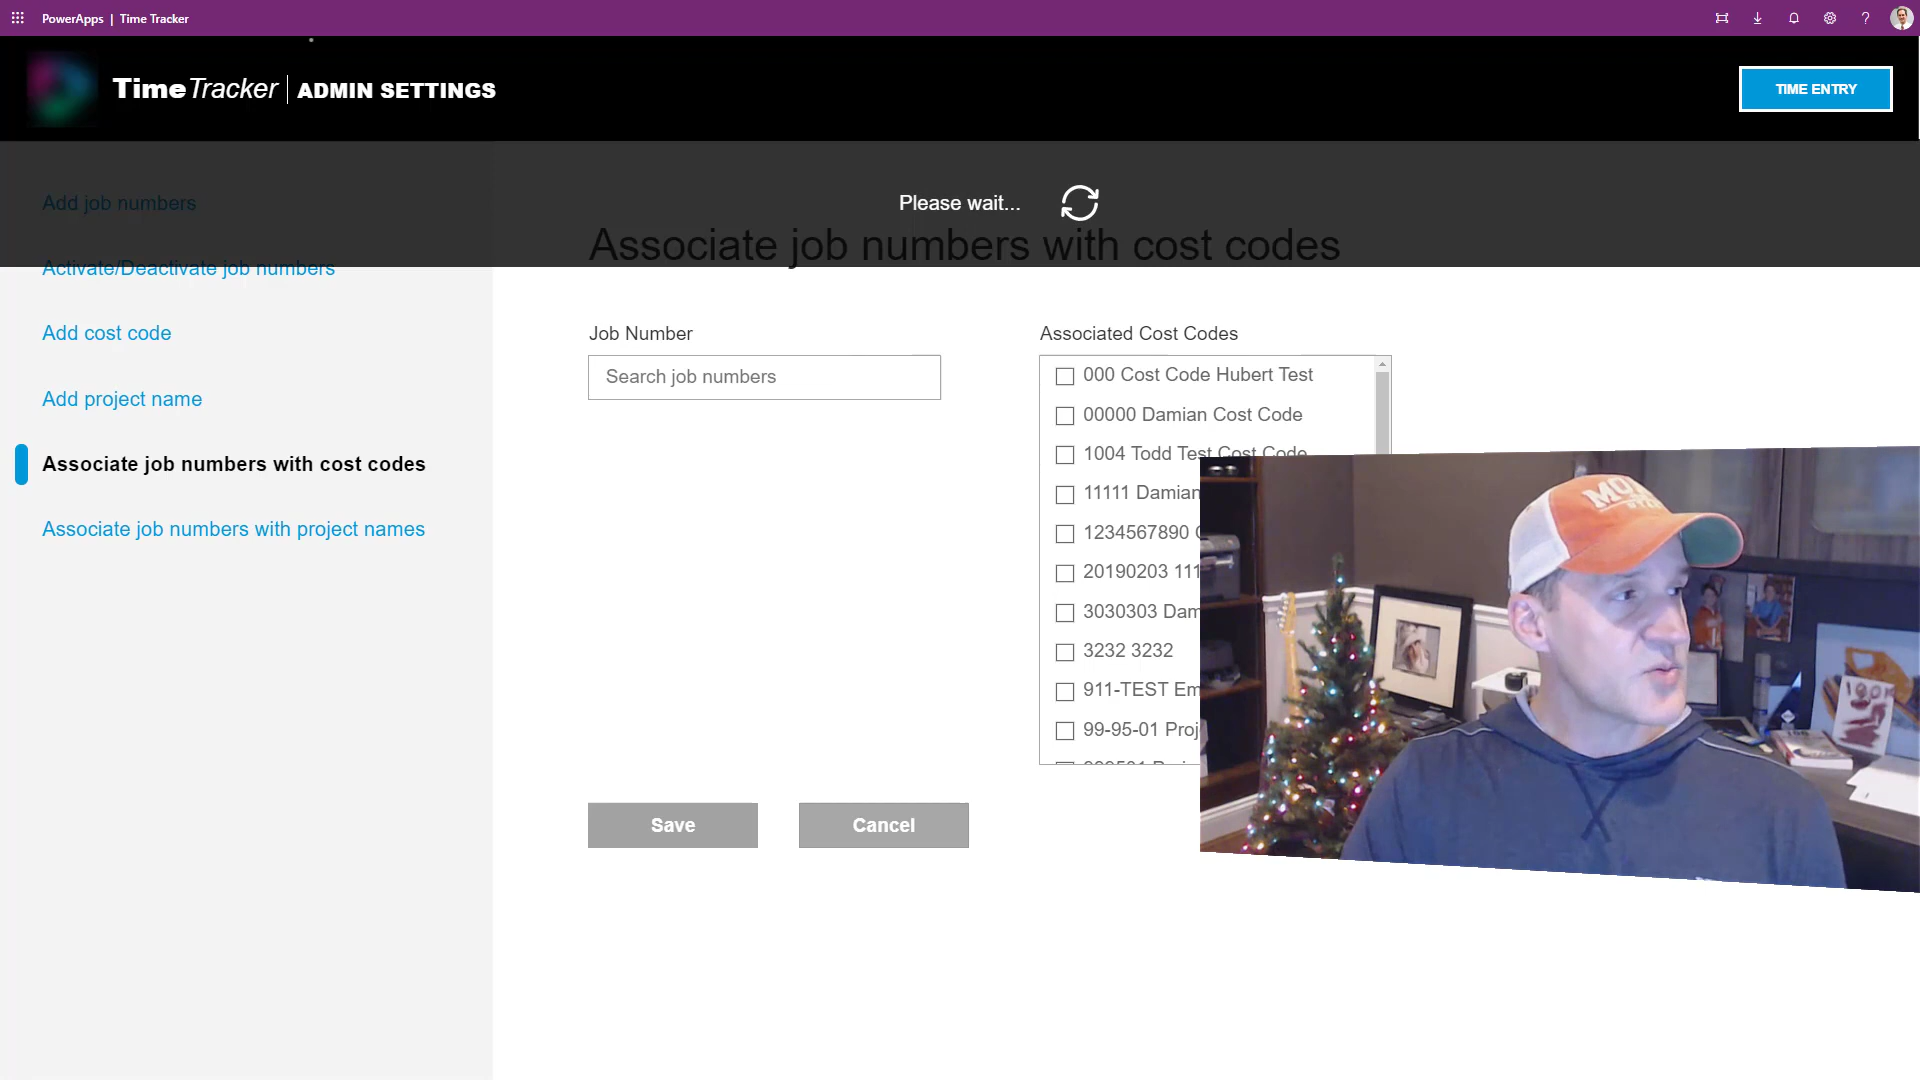 PowerApps | Time Tracker
?
TimeTracker | ADMIN SETTINGS
TIME ENTRY
Please wait...
Add job numbers
Activate/Deactivate job numbers
Add cost code
Add project name
Associate job numbers with cost codes
Associate job numbers with project names
Associate job numbers with cost codes
Job Number
Search job numbers
Associated Cost Codes
000 Cost Code Hubert Test
00000 Damian Cost Code
1004 Todd Test Cost Code
11111 Damian
1234567890
20190203 111
3030303 Dam
3232 3232
911-TEST Em
99-95-01 Proj
Save
Cancel